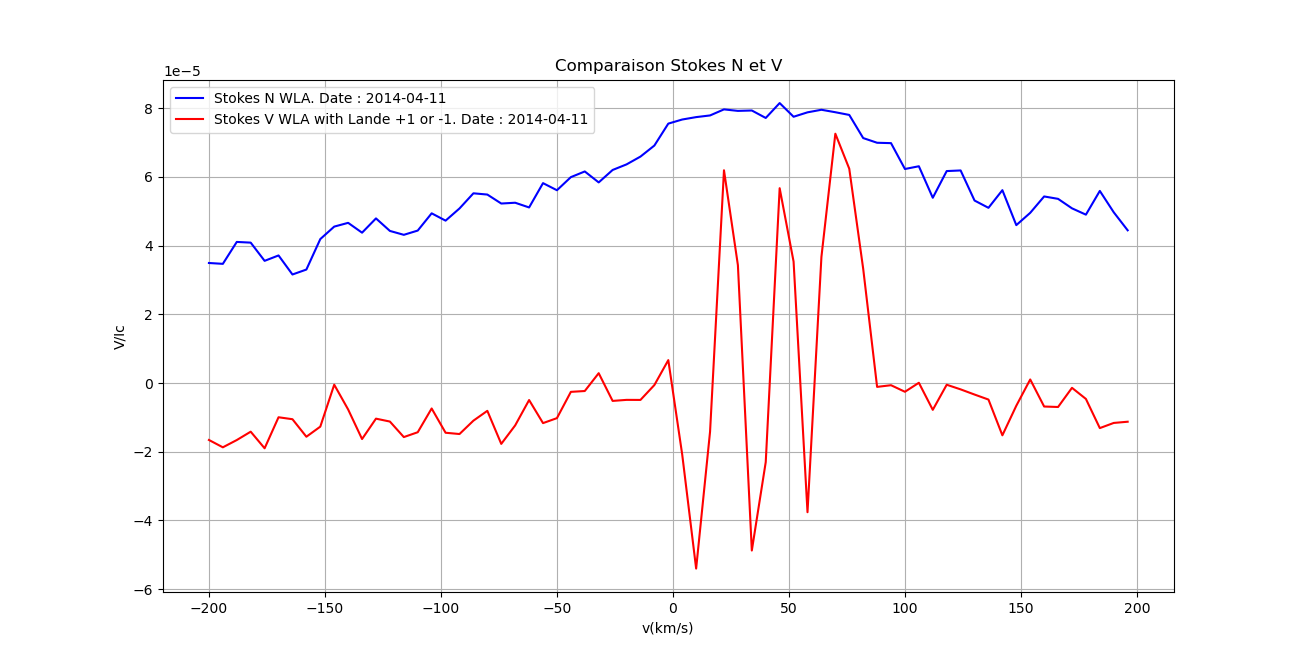 Comparaison Stokes N et V
1e−5
Stokes N WLA. Date : 2014-04-11
Stokes V WLA with Lande +1 or -1. Date : 2014-04-11
8
6
4
2
0
−2
−4
−6
V/Ic
−200 −150 −100 −50 0 50 100 150 200
v(km/s)